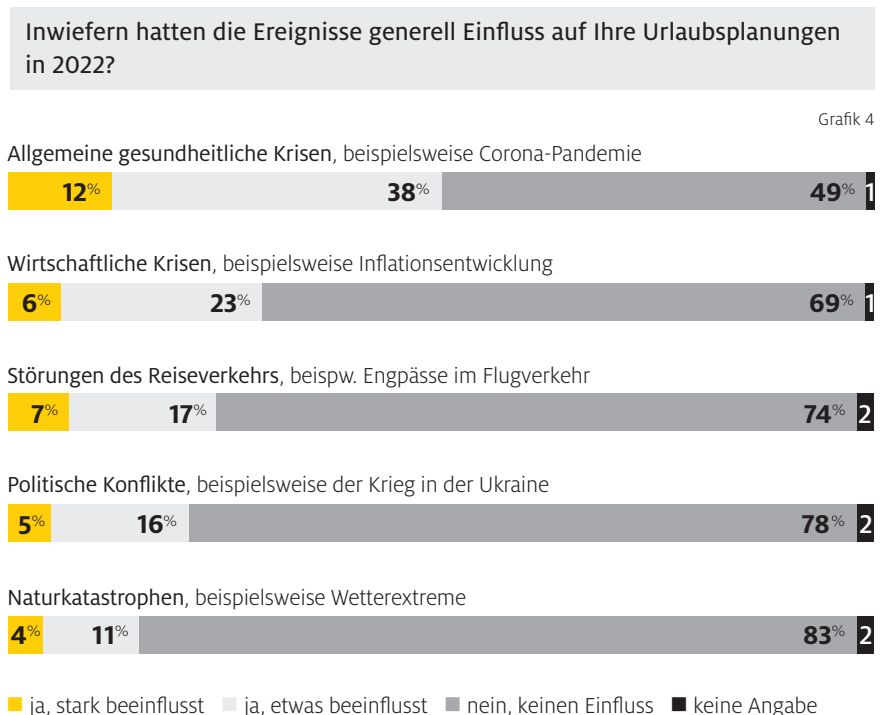 Inwiefern hatten die Ereignisse generell Einfluss auf Ihre Urlaubsplanungen
in 2022?
Grafik 4
Allgemeine gesundheitliche Krisen, beispielsweise Corona-Pandemie
12% 38% 49% 1
Wirtschaftliche Krisen, beispielsweise Inflationsentwicklung
6% 23% 69% 1
Störungen des Reiseverkehrs, beispw. Engpässe im Flugverkehr
7% 17% 74% 2
Politische Konflikte, beispielsweise der Krieg in der Ukraine
5% 16% 78% 2
Naturkatastrophen, beispielsweise Wetterextreme
4% 11% 83% 2
ja, stark beeinflusst ja, etwas beeinflusst nein, keinen Einfluss keine Angabe